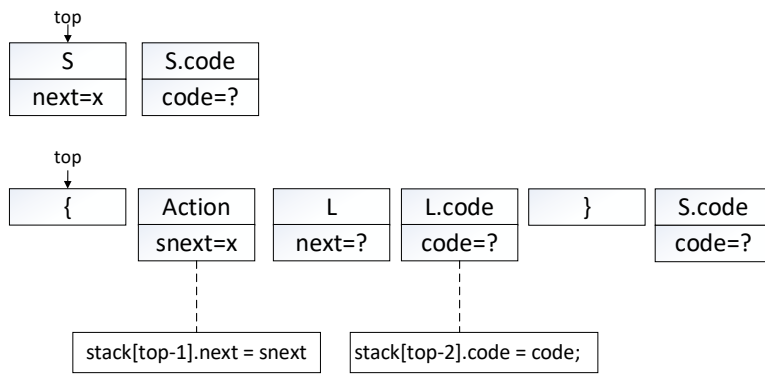 top
S S.code
next=x code=?
top
{ Action L L.code } S.code
snext=x next=? code=? code=?
stack[top-1].next = snext stack[top-2].code = code;